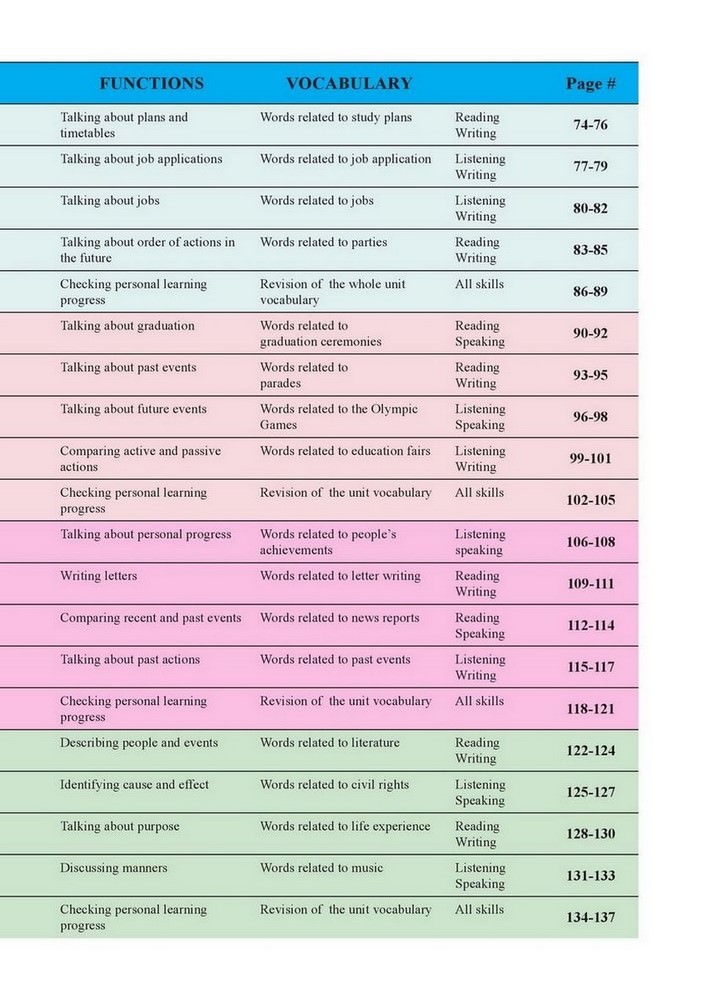 FUNCTIONS VOCABULARY Page #
Talking about plans and Words related to study plans Reading
timetables Writing 74-76
Talking about job applications Words related to job application Listening
Writing 77-79
Talking about jobs Words related to jobs Listening
Writing 80-82
Talking about order of actions in Words related to parties Reading
the future Writing 83-85
Checking personal learning Revision of the whole unit All skills
progress vocabulary 86-89
Talking about graduation Words related to Reading
graduation ceremonies Speaking 90-92
Talking about past events Words related to Reading
parades Writing 93-95
Talking about future events Words related to the Olympic Listening
Games Speaking 96-98
Comparing active and passive Words related to education fairs Listening
actions Writing 99-101
Checking personal learning Revision of the unit vocabulary All skills
progress 102-105
Talking about personal progress Words related to people's Listening
achievements speaking 106-108
Writing letters Words related to letter writing Reading
Writing 109-111
Comparing recent and past events Words related to news reports Reading
Speaking 112-114
Talking about past actions Words related to past events Listening
Writing 115-117
Checking personal learning Revision of the unit vocabulary All skills
progress 118-121
Describing people and events Words related to literature Reading
Writing 122-124
Identifying cause and effect Words related to civil rights Listening
Speaking 125-127
Talking about purpose Words related to life experience Reading
Writing 128-130
Discussing manners Words related to music Listening
Speaking 131-133
Checking personal learning Revision of the unit vocabulary All skills
progress 134-137